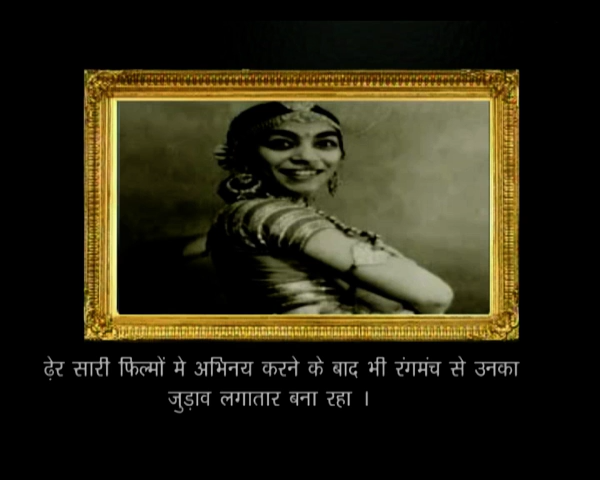 ढ़ेर सारी फिल्मों मे अभिनय करने के बाद भी रंगमंच से उनका
जुड़ाव लगातार बना रहा ।